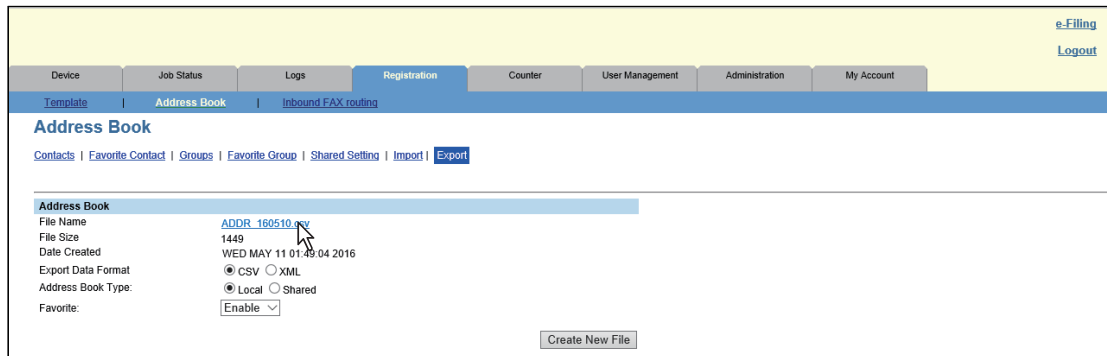 e-Filing
Logout
Device Job Status Logs Registration Counter User Management Administration My Account
Template | Address Book | Inbound FAX routing
Address Book
Contacts | Favorite Contact | Groups | Favorite Group | Shared Setting | Import | Export
Address Book
File Name ADDR_160510.csv
File Size 1449
Date Created WED MAY 11 01:49:04 2016
Export Data Format CSV XML
Address Book Type: Local Shared
Favorite: Enable
Create New File